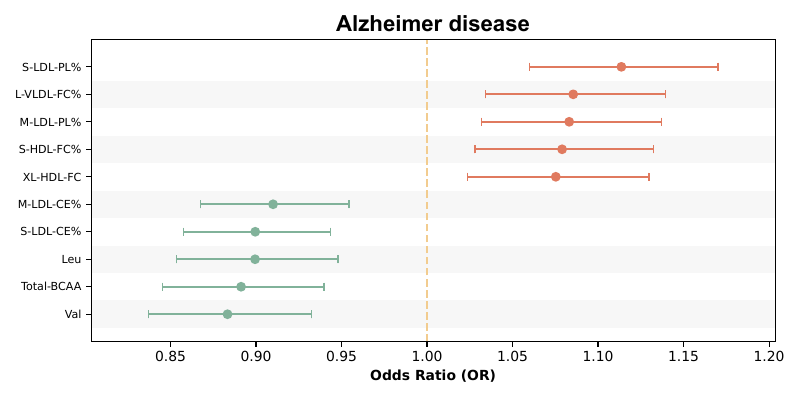 Alzheimer disease
S-LDL-PL%
L-VLDL-FC%
M-LDL-PL%
S-HDL-FC%
XL-HDL-FC
M-LDL-CE%
S-LDL-CE%
Leu
Total-BCAA
Val
0.85 0.90 0.95 1.00 1.05 1.10 1.15 1.20
Odds Ratio (OR)